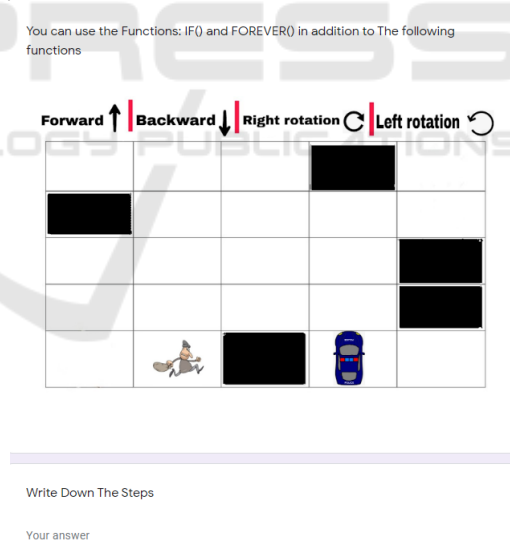 You can use the Functions: IF() and FOREVER() in addition to The following
functions
Forward ↑ | Backward ↓ | Right rotation ↻ | Left rotation ↺
Write Down The Steps
Your answer